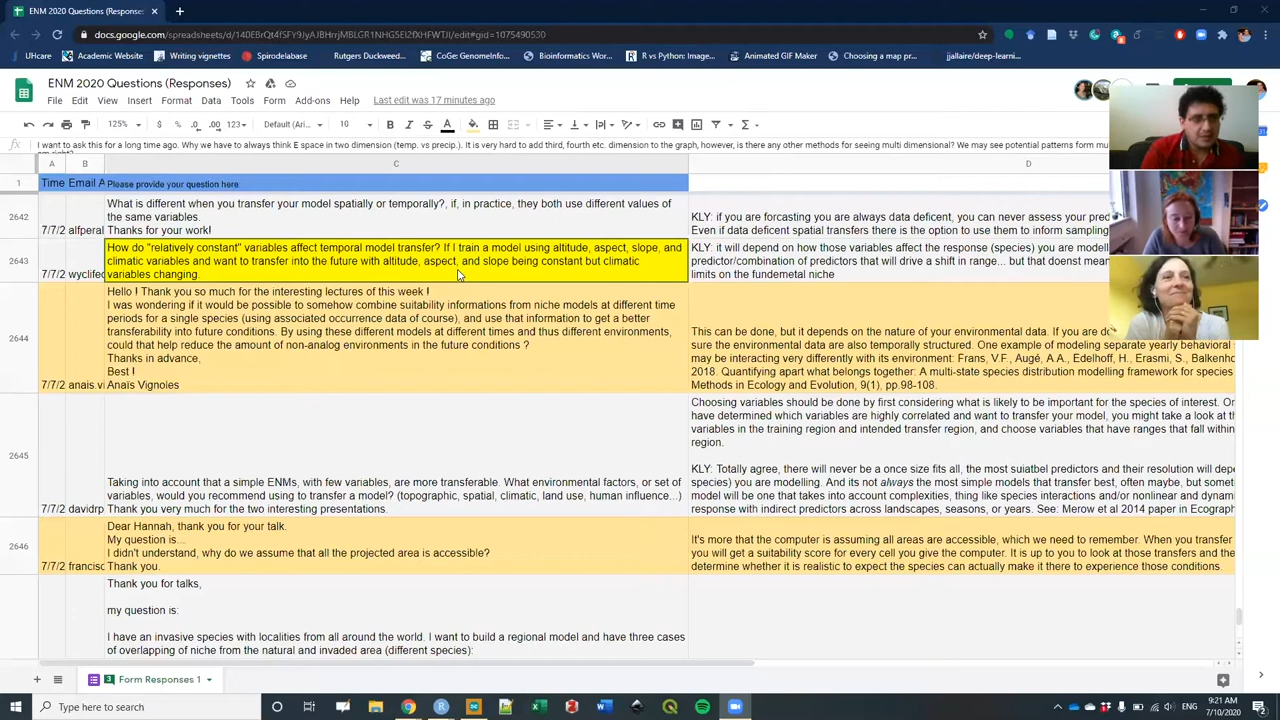 ENM 2020 Questions (Responses)
docs.google.com/spreadsheets/d/
UHcare Academic Website Writing vignettes Spirodelabase Rutgers Duckweed... CoGe: GenomeInfo Bioinformatics Wor... R vs Python: Imag... Animated GIF Maker Choosing a map pro... jjallaire/deep-learni...
ENM 2020 Questions (Responses)
File Edit View Insert Format Data Tools Form Add-ons Help Last edit was 17 minutes ago
125% $ % .0 .00 123 Default (Ari... 10 B I S A
fx I want to ask this for a long time ago. Why we have to always think E space in two dimension (temp. vs precip.). It is very hard to add third, fourth etc. dimension to the graph, however, is there any other methods for seeing multi dimensional? We may see potential patterns form mu
A B C D
1 Time Email A Please provide your question here
What is different when you transfer your model spatially or temporally?, if, in practice, they both use different values of
the same variables.
Thanks for your work!
2642 7/7/2 alfperal
KLY: if you are forcasting you are always data deficent, you can never assess your pred
Even if data deficent spatial transfers there is the option to use them to inform sampling
How do "relatively constant" variables affect temporal model transfer? If I train a model using altitude, aspect, slope, and
climatic variables and want to transfer into the future with altitude, aspect, and slope being constant but climatic
variables changing.
2643 7/7/2 wyclifec
KLY: it will depend on how those variables affect the response (species) you are modell
predictor/combination of predictors that will drive a shift in range... but that doenst mean t
limits on the fundemetal niche
Hello ! Thank you so much for the interesting lectures of this week !
I was wondering if it would be possible to somehow combine suitability informations from niche models at different time
periods for a single species (using associated occurrence data of course), and use that information to get a better
transferability into future conditions. By using these different models at different times and thus different environments,
could that help reduce the amount of non-analog environments in the future conditions ?
Thanks in advance,
Best !
Anaïs Vignoles
2644 7/7/2 anais.vi
This can be done, but it depends on the nature of your environmental data. If you are do
sure the environmental data are also temporally structured. One example of modeling separate yearly behavioral s
may be interacting very differently with its environment: Frans, V.F., Augé, A.A., Edelhoff, H., Erasmi, S., Balkenho
2018. Quantifying apart what belongs together: A multi-state species distribution modelling framework for species
Methods in Ecology and Evolution, 9(1), pp.98-108.
2645
Taking into account that a simple ENMs, with few variables, are more transferable. What environmental factors, or set of
variables, would you recommend using to transfer a model? (topographic, spatial, climatic, land use, human influence...)
7/7/2 davidrp Thank you very much for the two interesting presentations.
Choosing variables should be done by first considering what is likely to be important for the species of interest. Or
have determined which variables are highly correlated and want to transfer your model, you might take a look at th
variables in the training region and intended transfer region, and choose variables that have ranges that fall within
region.
KLY: Totally agree, there will never be a once size fits all, the most suiatbel predictors and their resolution will depe
species) you are modelling. And its not always the most simple models that transfer best, often maybe, but somet
model will be one that takes into account complexities, thing like species interactions and/or nonlinear and dynam
response with indirect predictors across landscapes, seasons, or years. See: Merow et al 2014 paper in Ecograph
Dear Hannah, thank you for your talk.
My question is...
I didn't understand, why do we assume that all the projected area is accessible?
Thank you.
2646 7/7/2 francisc
It's more that the computer is assuming all areas are accessible, which we need to remember. When you transfer
you will get a suitability score for every cell you give the computer. It is up to you to look at those transfers and the
determine whether it is realistic to expect the species can actually make it there to experience those conditions.
Thank you for talks,
my question is:
I have an invasive species with localities from all around the world. I want to build a regional model and have three cases
of overlapping of niche from the natural and invaded area (different species):
3 Form Responses 1
Type here to search
ENG 9:21 AM
7/10/2020